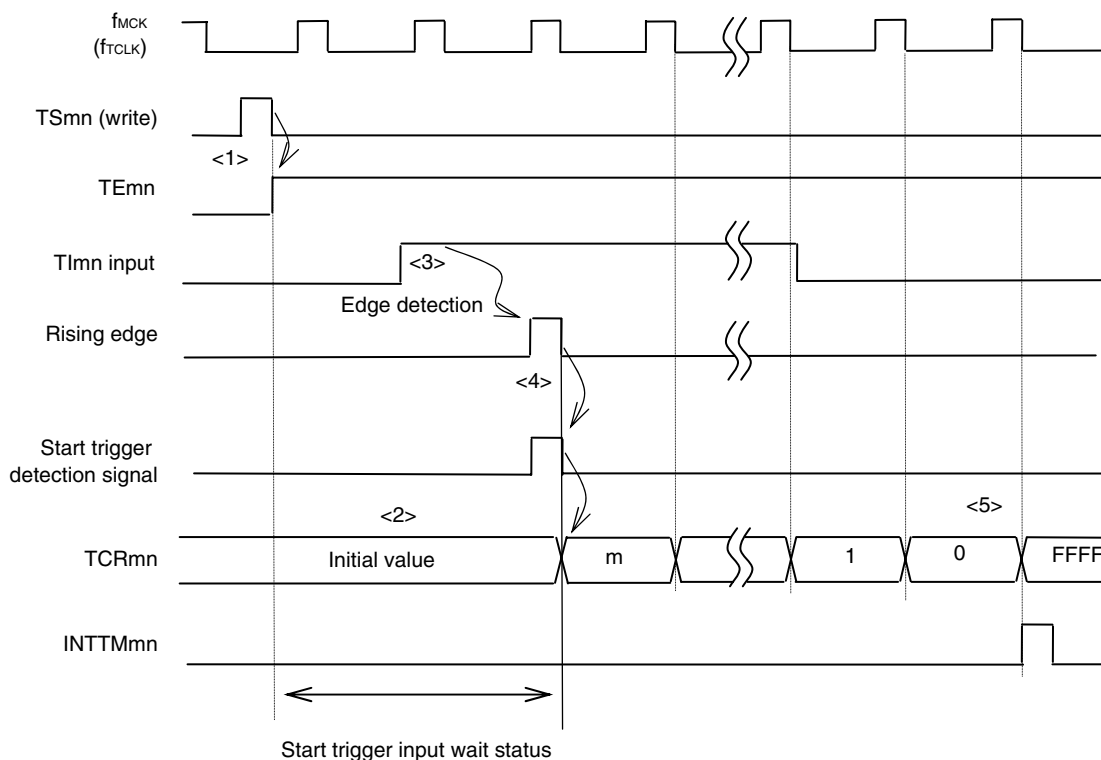 fMCK
(fTCLK)
TSmn (write)
<1>
TEmn
TImn input
<3>
Edge detection
Rising edge
<4>
Start trigger
detection signal
<2>
<5>
TCRmn
Initial value
m
1
0
FFFF
INTTMmn
Start trigger input wait status